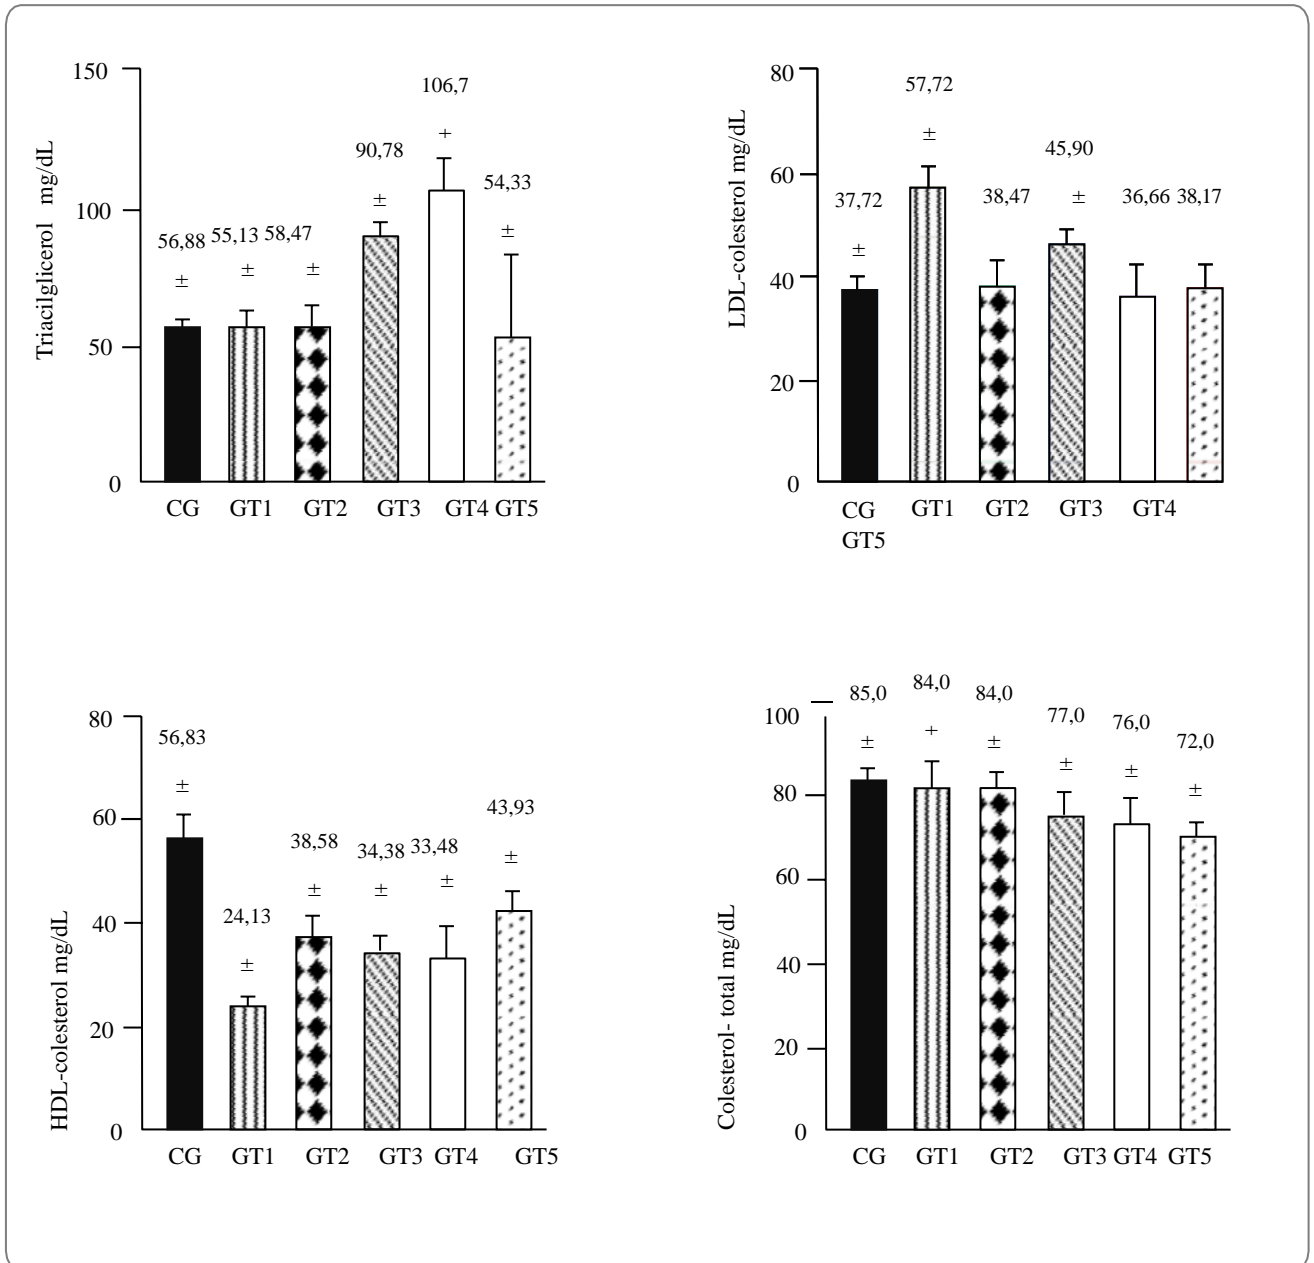 Triacilglicerol mg/dL
150
100
50
0
106,7
+
90,78
±
54,33
±
56,88 55,13 58,47
± ± ±
CG GT1 GT2 GT3 GT4 GT5
LDL-colesterol mg/dL
80
60
40
20
0
57,72
±
45,90
±
37,72 38,47 36,66 38,17
±
CG GT1 GT2 GT3 GT4
GT5
HDL-colesterol mg/dL
80
60
40
20
0
56,83
±
43,93
±
38,58 34,38 33,48
± ± ±
24,13
±
CG GT1 GT2 GT3 GT4 GT5
Colesterol- total mg/dL
100
80
60
40
20
0
85,0 84,0 84,0
± + ±
77,0 76,0 72,0
± ± ±
CG GT1 GT2 GT3 GT4 GT5